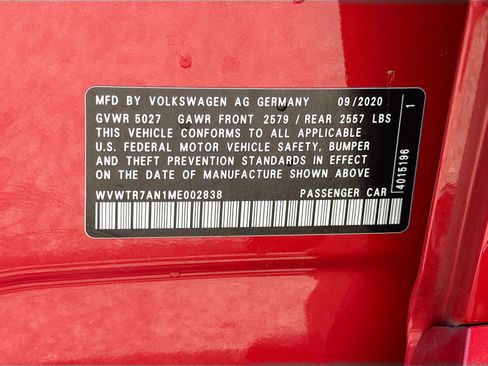 MFD BY VOLKSWAGEN AG GERMANY 09/2020
GVWR 5027 GAWR FRONT 2579 / REAR 2557 LBS
THIS VEHICLE CONFORMS TO ALL APPLICABLE
U.S. FEDERAL MOTOR VEHICLE SAFETY, BUMPER
AND THEFT PREVENTION STANDARDS IN EFFECT
ON THE DATE OF MANUFACTURE SHOWN ABOVE
WVWTR7AN1ME002838 PASSENGER CAR
4015196 1